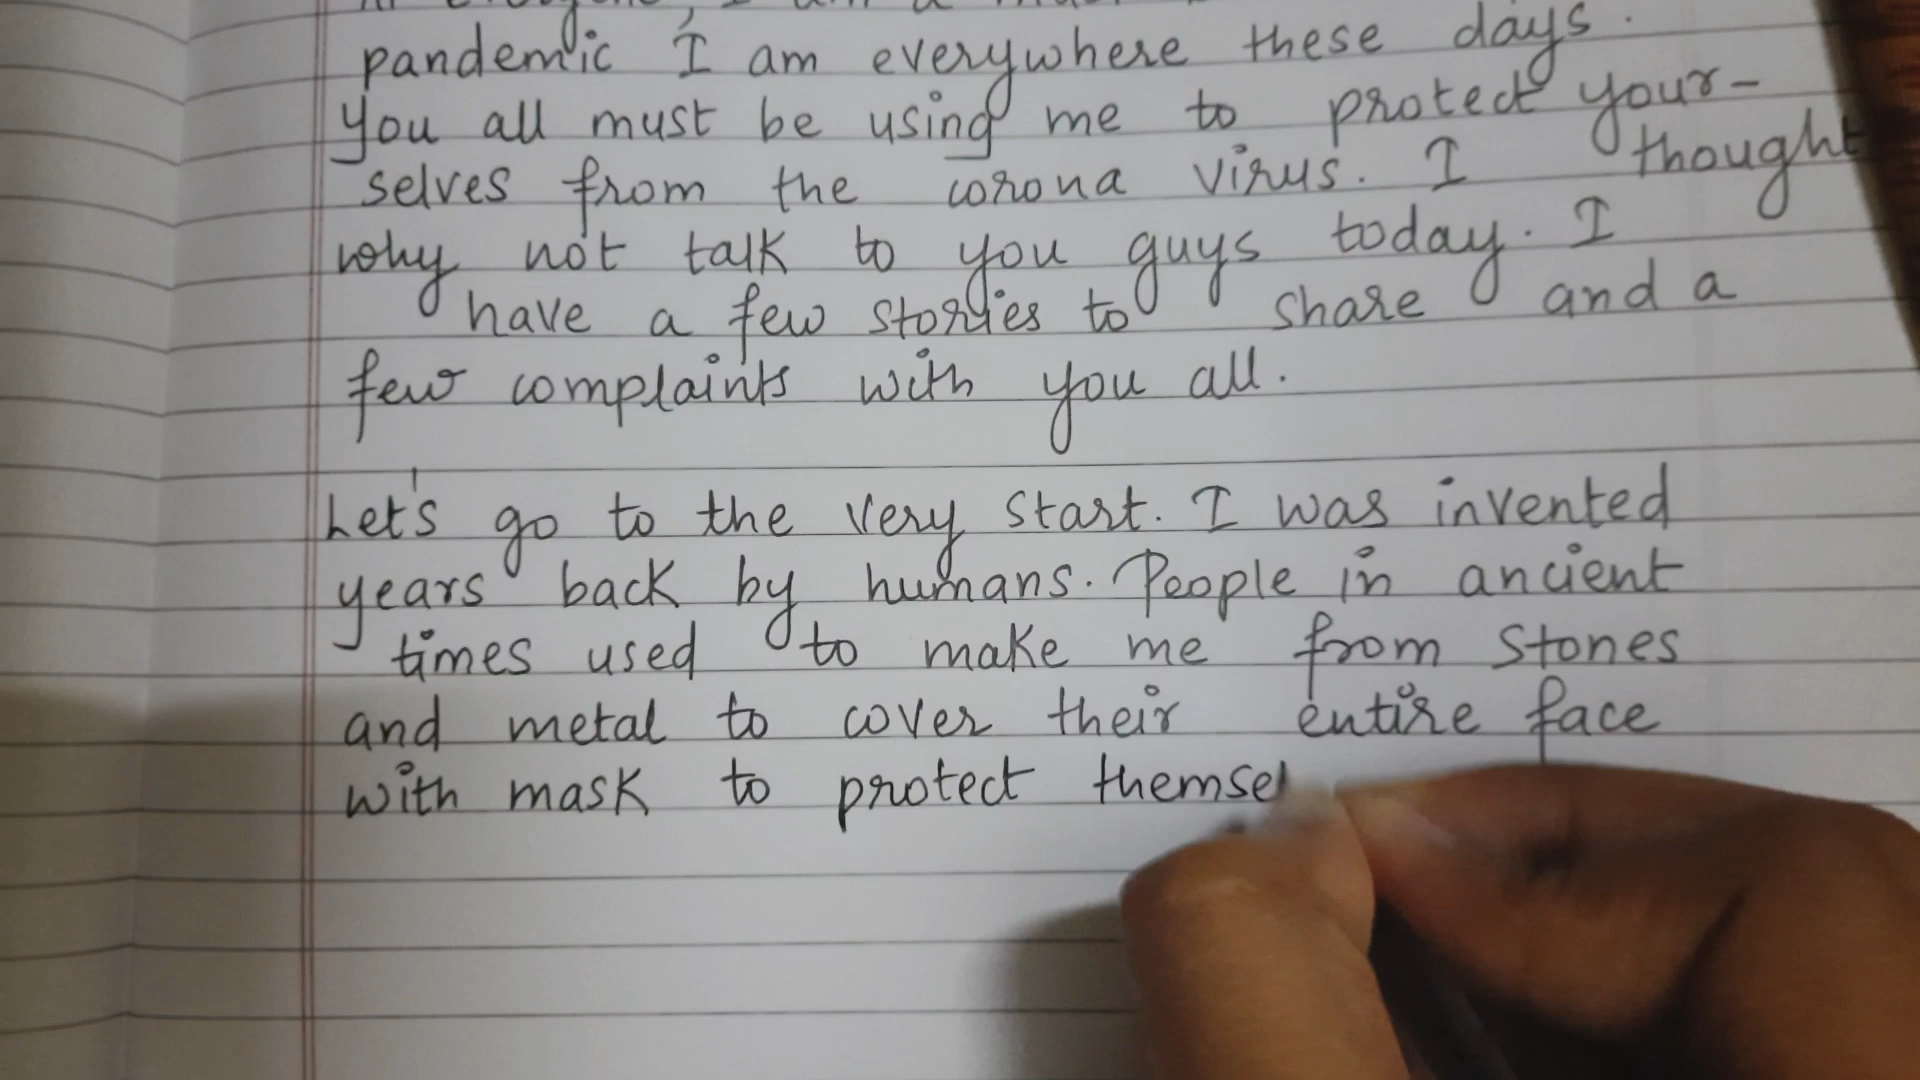 pandemic I am everywhere these days.
you all must be using me to protect your-
selves from the corona virus. I thought
why not talk to you guys today. I
have a few stories to share and a
few complaints with you all.
Let's go to the very start. I was invented
years back by humans. People in ancient
times used to make me from stones
and metal to cover their entire face
with mask to protect themsel